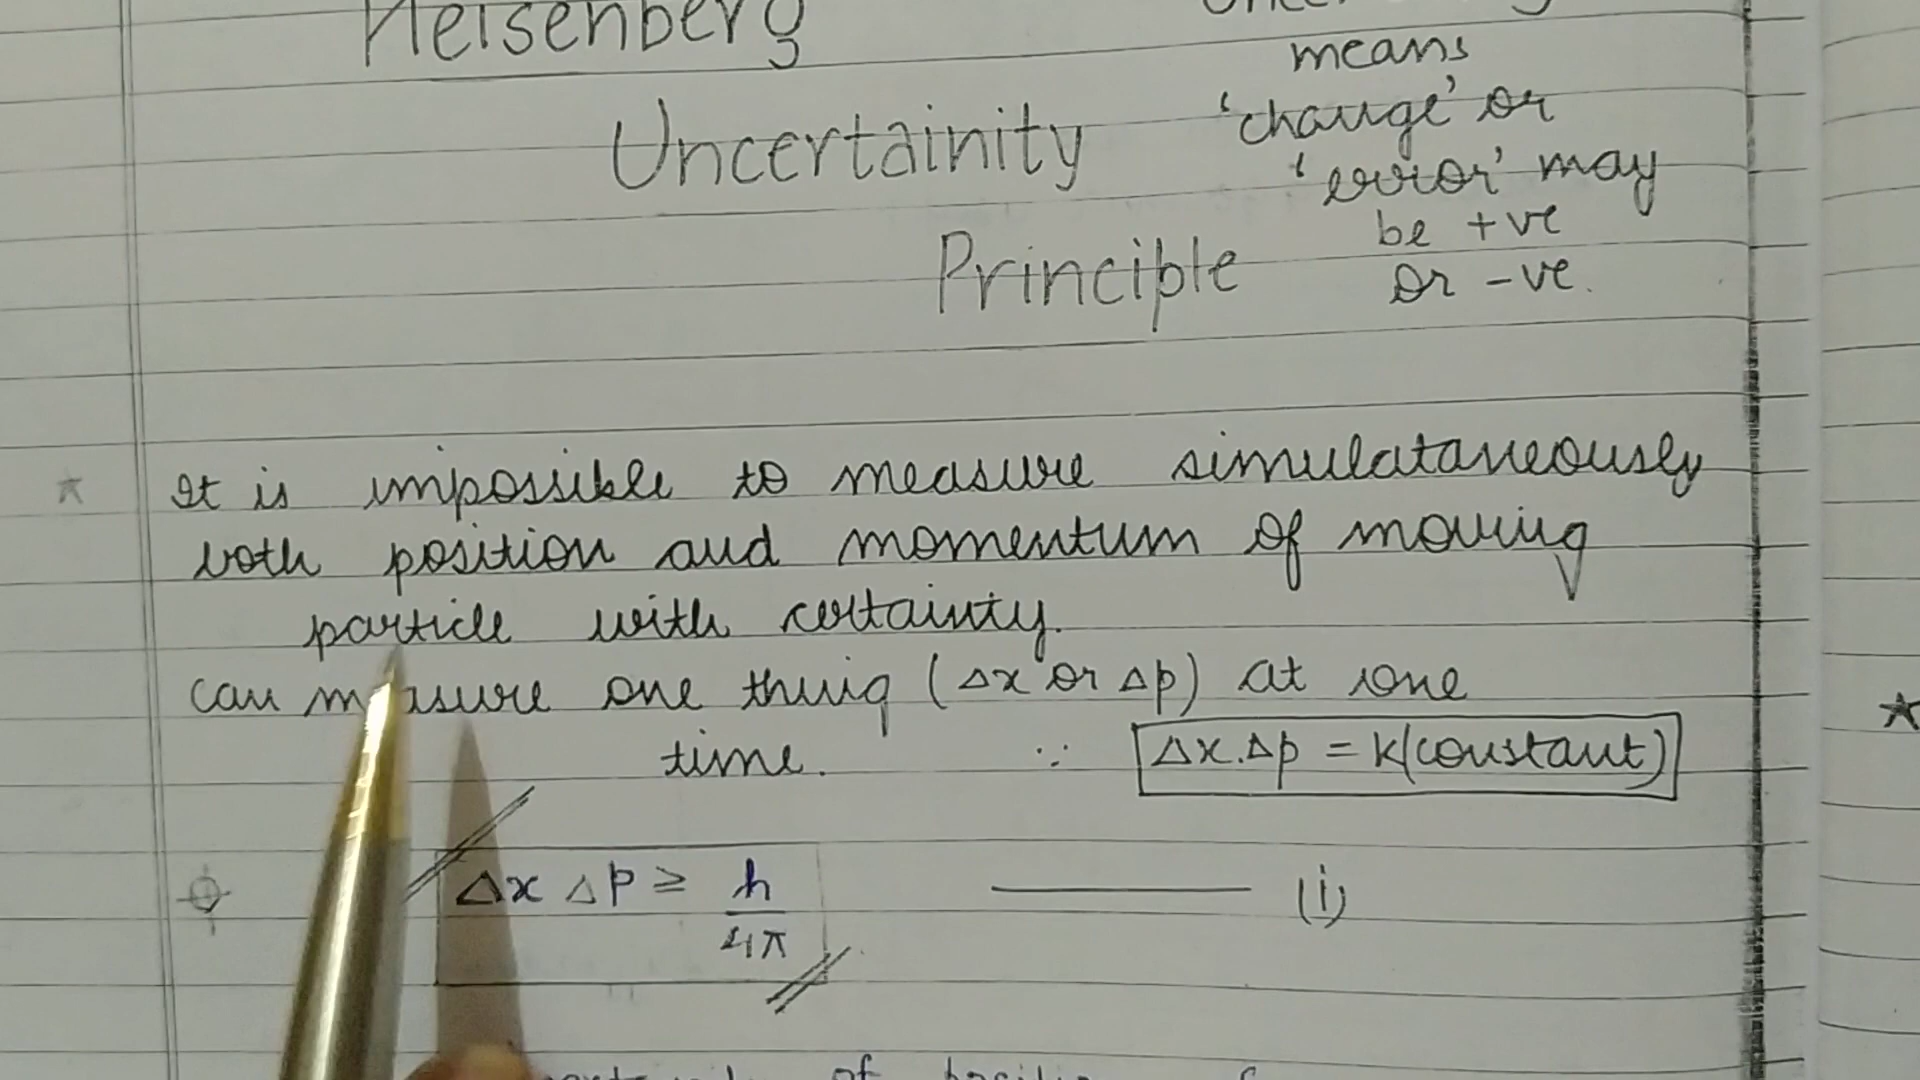 Heisenberg
Uncertainity
Principle
means
'change' or
'error' may
be +ve
or -ve.
It is impossible to measure simulataneously
both position and momentum of moving
particle with certainty.
can measure one thing (Δx or Δp) at one
time. ∵ Δx.Δp = K(constant)
Δx Δp ≥ h/4π (i)
of